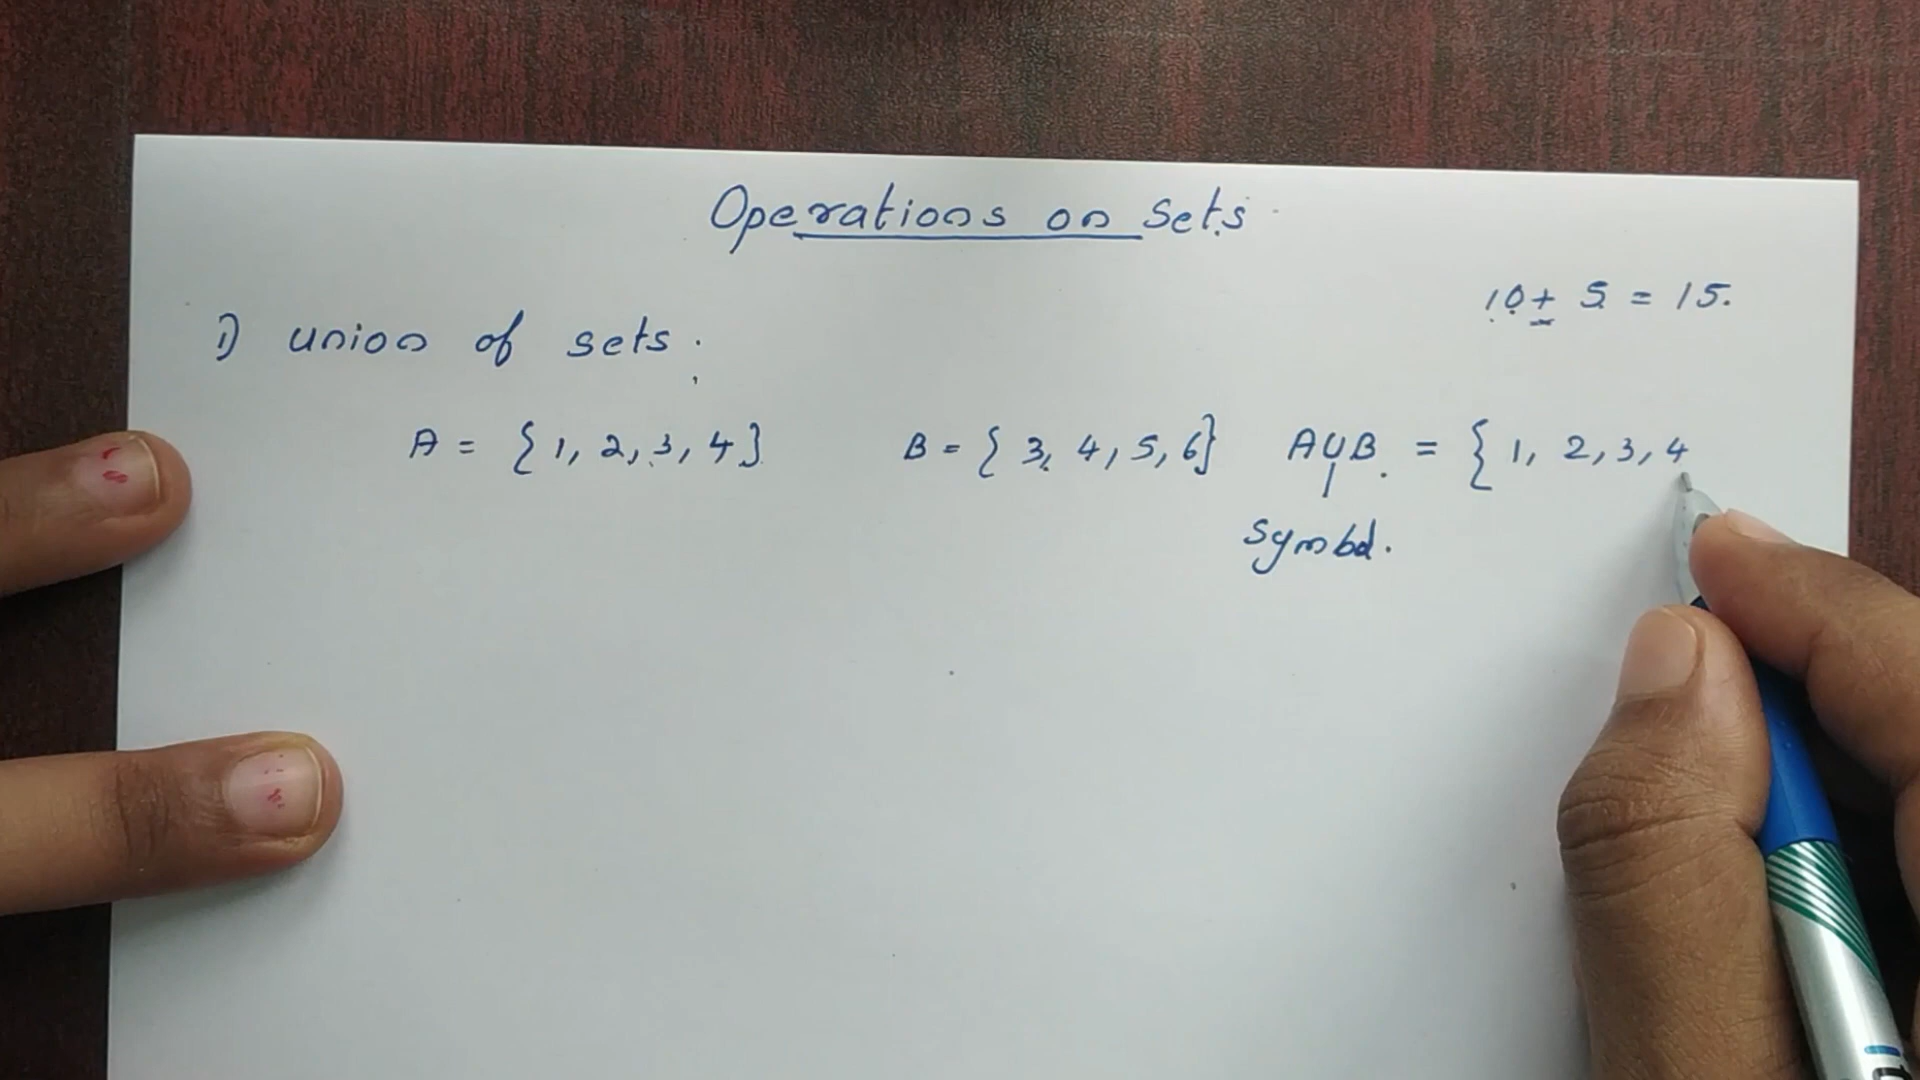 Operations on sets
10 + 5 = 15.
1) union of sets.
A = {1, 2, 3, 4} B = {3, 4, 5, 6} A∪B = {1, 2, 3, 4
Symbol.